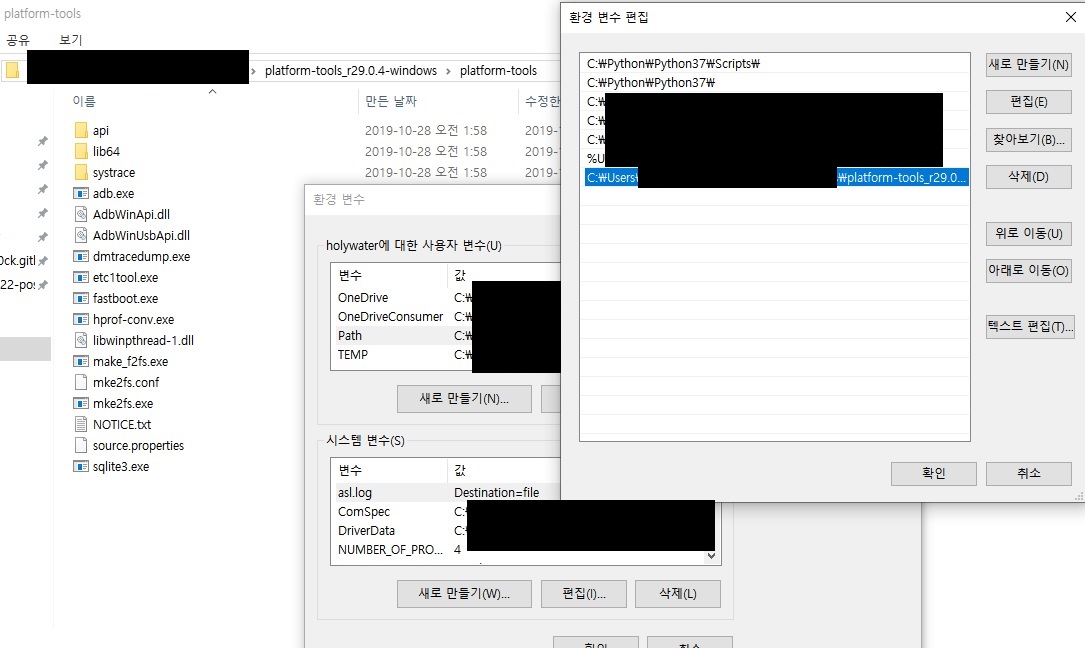 platform-tools
공유 보기
platform-tools_r29.0.4-windows › platform-tools
이름 만든 날짜 수정한
api 2019-10-28 오전 1:58 2019-
lib64 2019-10-28 오전 1:58 2019-
systrace 2019-10-28 오전 1:58 2019-
adb.exe
AdbWinApi.dll
AdbWinUsbApi.dll
dmtracedump.exe
etc1tool.exe
fastboot.exe
hprof-conv.exe
libwinpthread-1.dll
make_f2fs.exe
mke2fs.conf
mke2fs.exe
NOTICE.txt
source.properties
sqlite3.exe
0ck.gitl
22-pos
환경 변수
holywater에 대한 사용자 변수(U)
변수 값
OneDrive C:₩
OneDriveConsumer C:₩
Path C:₩
TEMP C:₩
새로 만들기(N)...
시스템 변수(S)
변수 값
asl.log Destination=file
ComSpec C:
DriverData C:
NUMBER_OF_PRO... 4
새로 만들기(W)... 편집(I)... 삭제(L)
확인 취소
환경 변수 편집
C:₩Python₩Python37₩Scripts₩
C:₩Python₩Python37₩
C:₩
C:₩
C:₩
%U
C:₩Users₩ ₩platform-tools_r29.0...
새로 만들기(N)
편집(E)
찾아보기(B)...
삭제(D)
위로 이동(U)
아래로 이동(O)
텍스트 편집(T)...
확인 취소